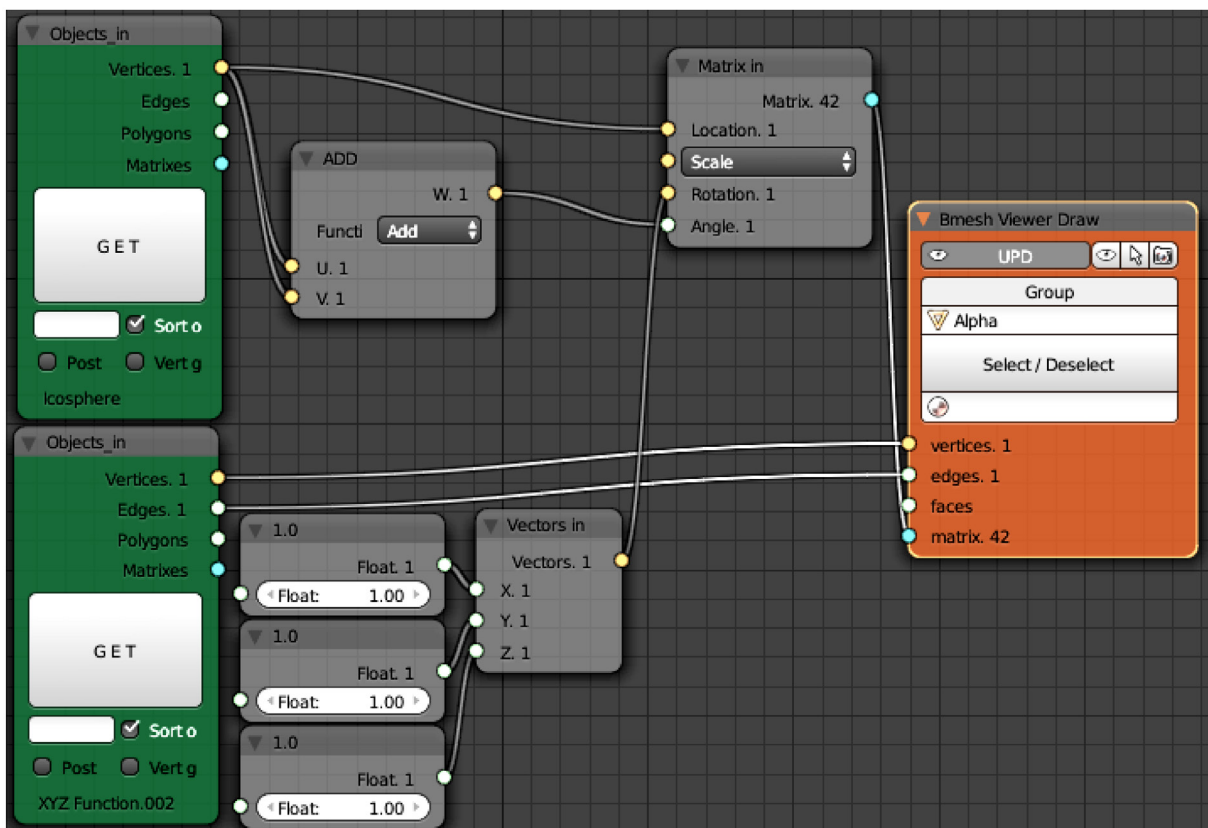 Objects_in
Vertices. 1
Edges
Polygons
Matrixes
GET
Sort o
Post Vert g
Icosphere
ADD
W. 1
Functi Add
U. 1
V. 1
Matrix in
Matrix. 42
Location. 1
Scale
Rotation. 1
Angle. 1
Bmesh Viewer Draw
UPD
Group
Alpha
Select / Deselect
vertices. 1
edges. 1
faces
matrix. 42
Objects_in
Vertices. 1
Edges. 1
Polygons
Matrixes
GET
Sort o
Post Vert g
XYZ Function.002
1.0
Float. 1
Float: 1.00
1.0
Float. 1
Float: 1.00
1.0
Float. 1
Float: 1.00
Vectors in
Vectors. 1
X. 1
Y. 1
Z. 1